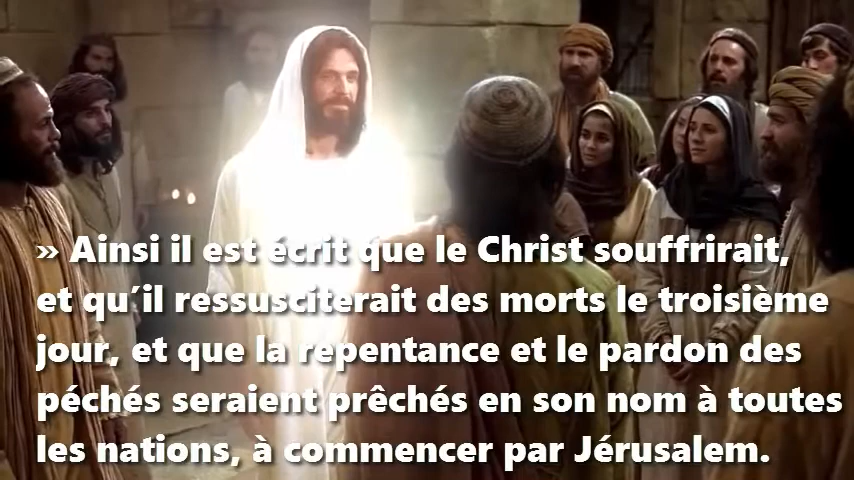 » Ainsi il est écrit que le Christ souffrirait,
et qu′il ressusciterait des morts le troisième
jour, et que la repentance et le pardon des
péchés seraient prêchés en son nom à toutes
les nations, à commencer par Jérusalem.